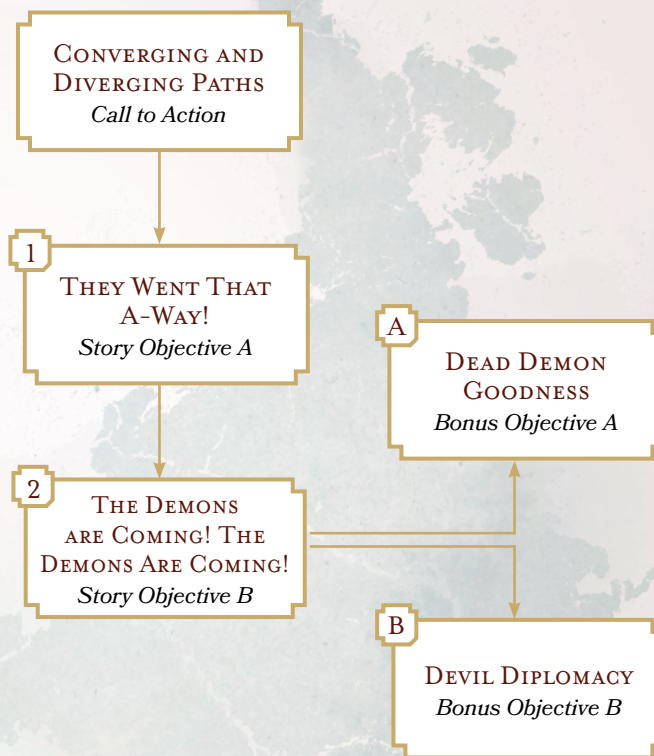 Converging and
Diverging Paths
Call to Action
1
They Went That
A-Way!
Story Objective A
A
Dead Demon
Goodness
Bonus Objective A
2
The Demons
are Coming! The
Demons Are Coming!
Story Objective B
B
Devil Diplomacy
Bonus Objective B